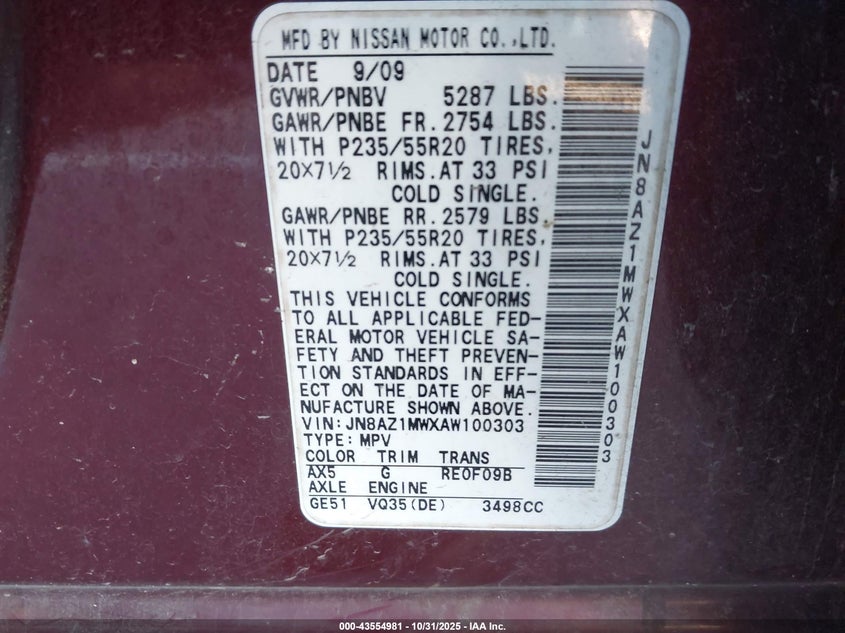 MFD BY NISSAN MOTOR CO.,LTD.
DATE 9/09
GVWR/PNBV 5287 LBS.
GAWR/PNBE FR. 2754 LBS.
WITH P235/55R20 TIRES,
20×7½ RIMS.AT 33 PSI
COLD SINGLE.
GAWR/PNBE RR. 2579 LBS.
WITH P235/55R20 TIRES,
20×7½ RIMS.AT 33 PSI
COLD SINGLE.
THIS VEHICLE CONFORMS
TO ALL APPLICABLE FED-
ERAL MOTOR VEHICLE SA-
FETY AND THEFT PREVEN-
TION STANDARDS IN EFF-
ECT ON THE DATE OF MA-
NUFACTURE SHOWN ABOVE.
VIN:JN8AZ1MWXAW100303
TYPE:MPV
COLOR TRIM TRANS
AX5 G RE0F09B
AXLE ENGINE
GE51 VQ35(DE) 3498CC
JN8AZ1MWXAW100303
000-43554981 - 10/31/2025 - IAA Inc.